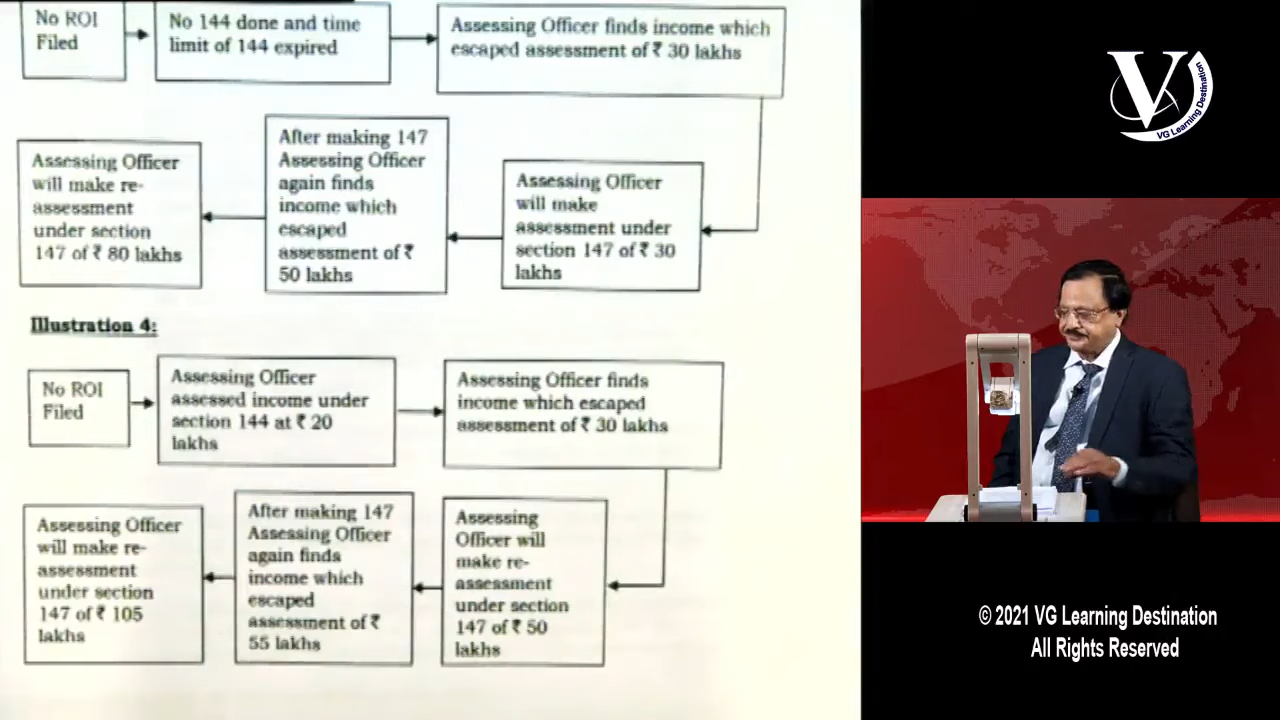 No ROI
Filed
No 144 done and time
limit of 144 expired
Assessing Officer finds income which
escaped assessment of ₹ 30 lakhs
Assessing Officer
will make
assessment under
section 147 of ₹ 30
lakhs
After making 147
Assessing Officer
again finds
income which
escaped
assessment of ₹
50 lakhs
Assessing Officer
will make re-
assessment
under section
147 of ₹ 80 lakhs
Illustration 4:
No ROI
Filed
Assessing Officer
assessed income under
section 144 at ₹ 20
lakhs
Assessing Officer finds
income which escaped
assessment of ₹ 30 lakhs
Assessing
Officer will
make re-
assessment
under section
147 of ₹ 50
lakhs
After making 147
Assessing Officer
again finds
income which
escaped
assessment of ₹
55 lakhs
Assessing Officer
will make re-
assessment
under section
147 of ₹ 105
lakhs
V
VG Learning Destination
© 2021 VG Learning Destination
All Rights Reserved